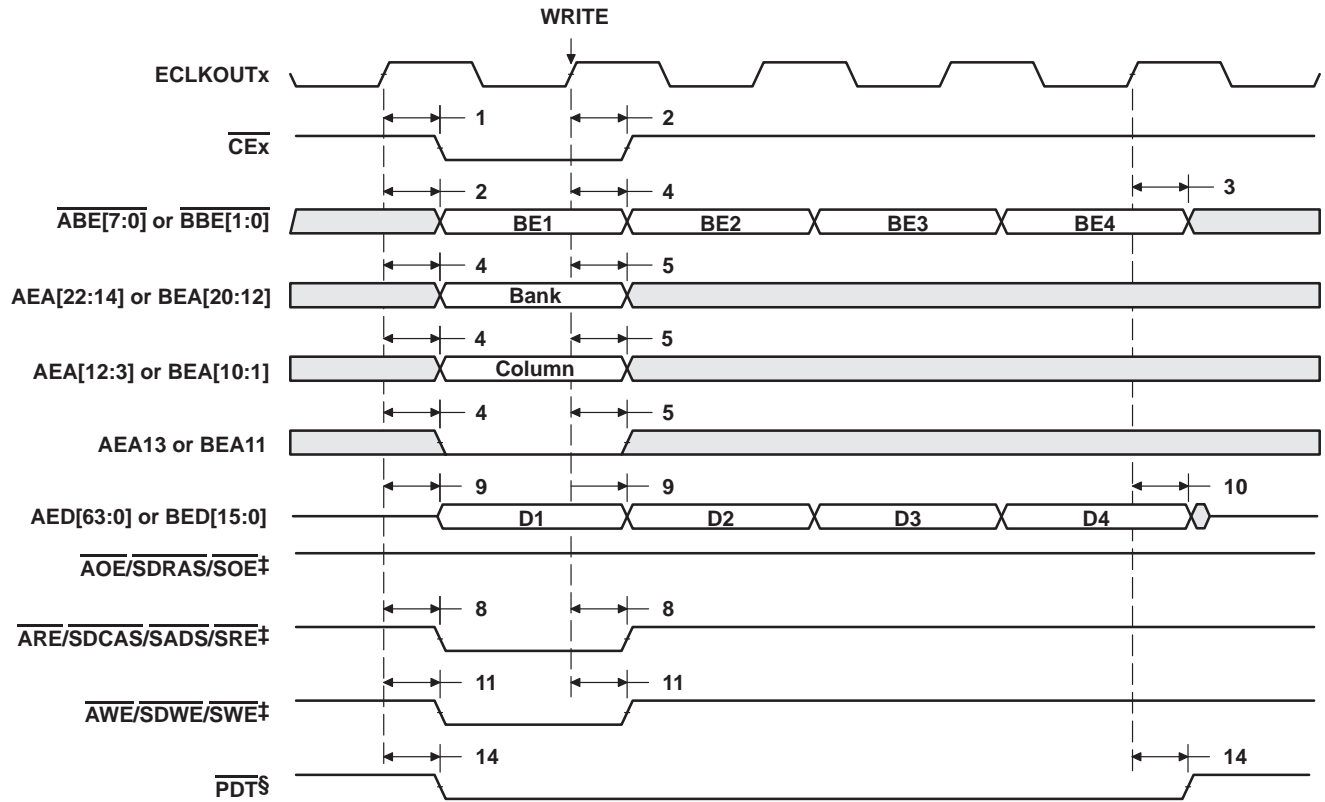 WRITE
ECLKOUTx
1 2
CEx
2 4 3
ABE[7:0] or BBE[1:0] BE1 BE2 BE3 BE4
4 5
AEA[22:14] or BEA[20:12] Bank
4 5
AEA[12:3] or BEA[10:1] Column
4 5
AEA13 or BEA11
9 9 10
AED[63:0] or BED[15:0] D1 D2 D3 D4
AOE/SDRAS/SOE‡
8 8
ARE/SDCAS/SADS/SRE‡
11 11
AWE/SDWE/SWE‡
14 14
PDT§